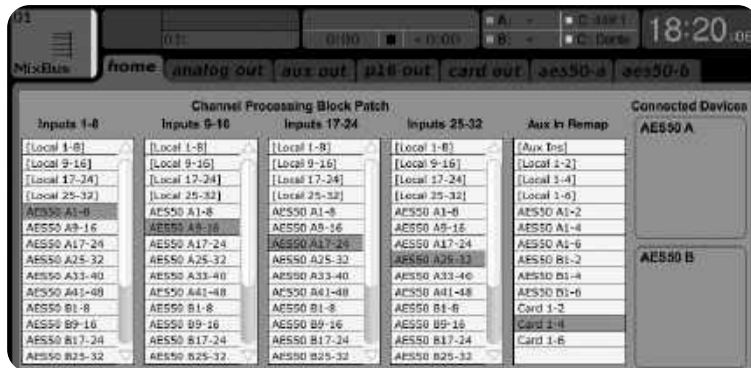 01
01:
0:00
- 0:00
A:
B:
C:
C:
18:20
MixBus
home
analog out
aux out
p16 out
card out
aes50-a
aes50-b
Channel Processing Block Patch
Connected Devices
Inputs 1-8
Inputs 9-16
Inputs 17-24
Inputs 25-32
Aux In Remap
AES50 A
[Local 1-8]
[Local 1-8]
[Local 1-8]
[Local 1-8]
[Aux Ins]
[Local 9-16]
[Local 9-16]
[Local 9-16]
[Local 9-16]
[Local 1-2]
[Local 17-24]
[Local 17-24]
[Local 17-24]
[Local 17-24]
[Local 1-4]
[Local 25-32]
[Local 25-32]
[Local 25-32]
[Local 25-32]
[Local 1-6]
AES50 A1-8
AES50 A1-8
AES50 A1-8
AES50 A1-8
AES50 A1-2
AES50 A9-16
AES50 A9-16
AES50 A9-16
AES50 A9-16
AES50 A1-4
AES50 A17-24
AES50 A17-24
AES50 A17-24
AES50 A17-24
AES50 A1-6
AES50 A25-32
AES50 A25-32
AES50 A25-32
AES50 A25-32
AES50 B1-2
AES50 B
AES50 A33-40
AES50 A33-40
AES50 A33-40
AES50 A33-40
AES50 B1-4
AES50 A41-48
AES50 A41-48
AES50 A41-48
AES50 A41-48
AES50 B1-6
AES50 B1-8
AES50 B1-8
AES50 B1-8
AES50 B1-8
Card 1-2
AES50 B9-16
AES50 B9-16
AES50 B9-16
AES50 B9-16
Card 1-4
AES50 B17-24
AES50 B17-24
AES50 B17-24
AES50 B17-24
Card 1-6
AES50 B25-32
AES50 B25-32
AES50 B25-32
AES50 B25-32